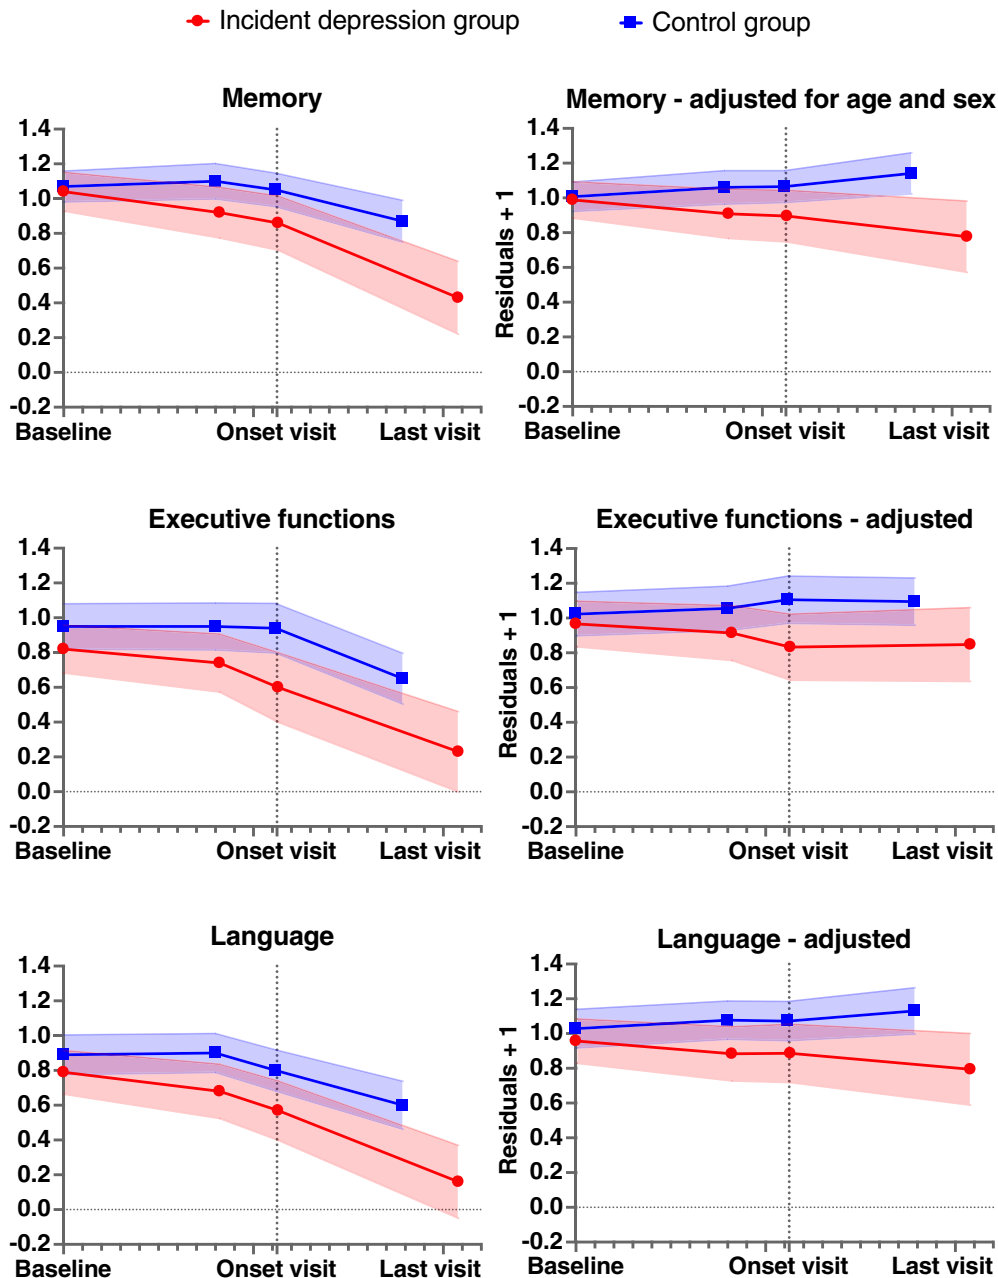 Incident depression group
Control group
Memory
1.4
1.2
1.0
0.8
0.6
0.4
0.2
0.0
-0.2
Baseline
Onset visit
Last visit
Memory - adjusted for age and sex
Residuals + 1
1.4
1.2
1.0
0.8
0.6
0.4
0.2
0.0
-0.2
Baseline
Onset visit
Last visit
Executive functions
1.4
1.2
1.0
0.8
0.6
0.4
0.2
0.0
-0.2
Baseline
Onset visit
Last visit
Executive functions - adjusted
Residuals + 1
1.4
1.2
1.0
0.8
0.6
0.4
0.2
0.0
-0.2
Baseline
Onset visit
Last visit
Language
1.4
1.2
1.0
0.8
0.6
0.4
0.2
0.0
-0.2
Baseline
Onset visit
Last visit
Language - adjusted
Residuals + 1
1.4
1.2
1.0
0.8
0.6
0.4
0.2
0.0
-0.2
Baseline
Onset visit
Last visit